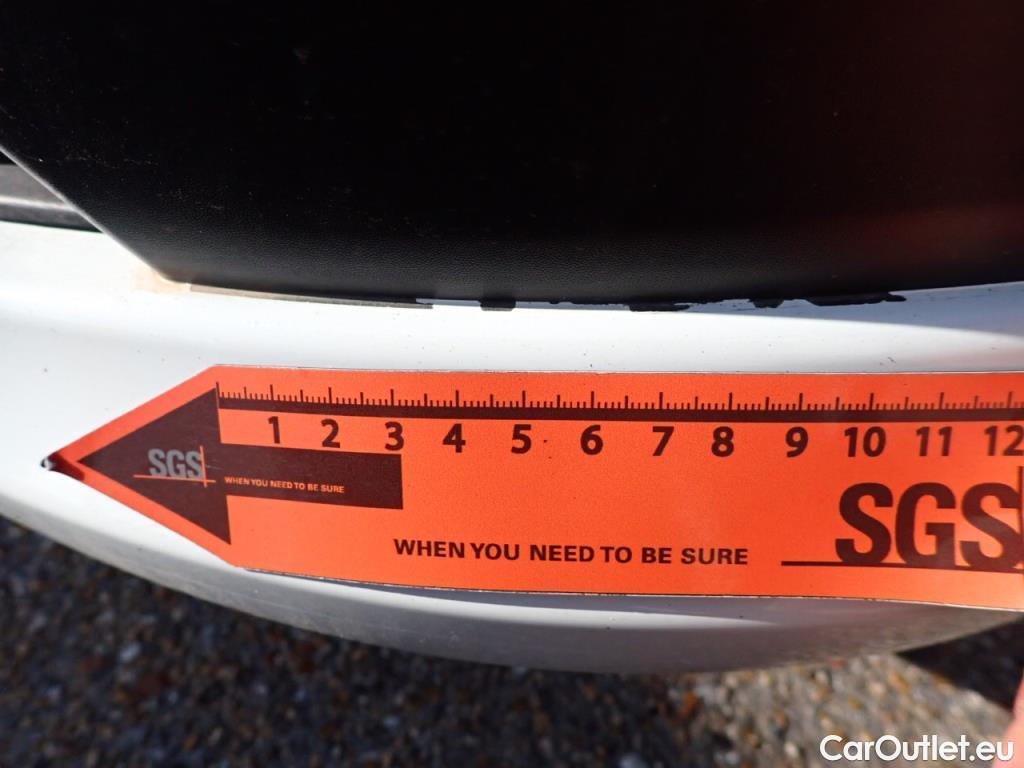 1 2 3 4 5 6 7 8 9 10 11 12
SGS
WHEN YOU NEED TO BE SURE
SGS
WHEN YOU NEED TO BE SURE
CarOutlet.eu